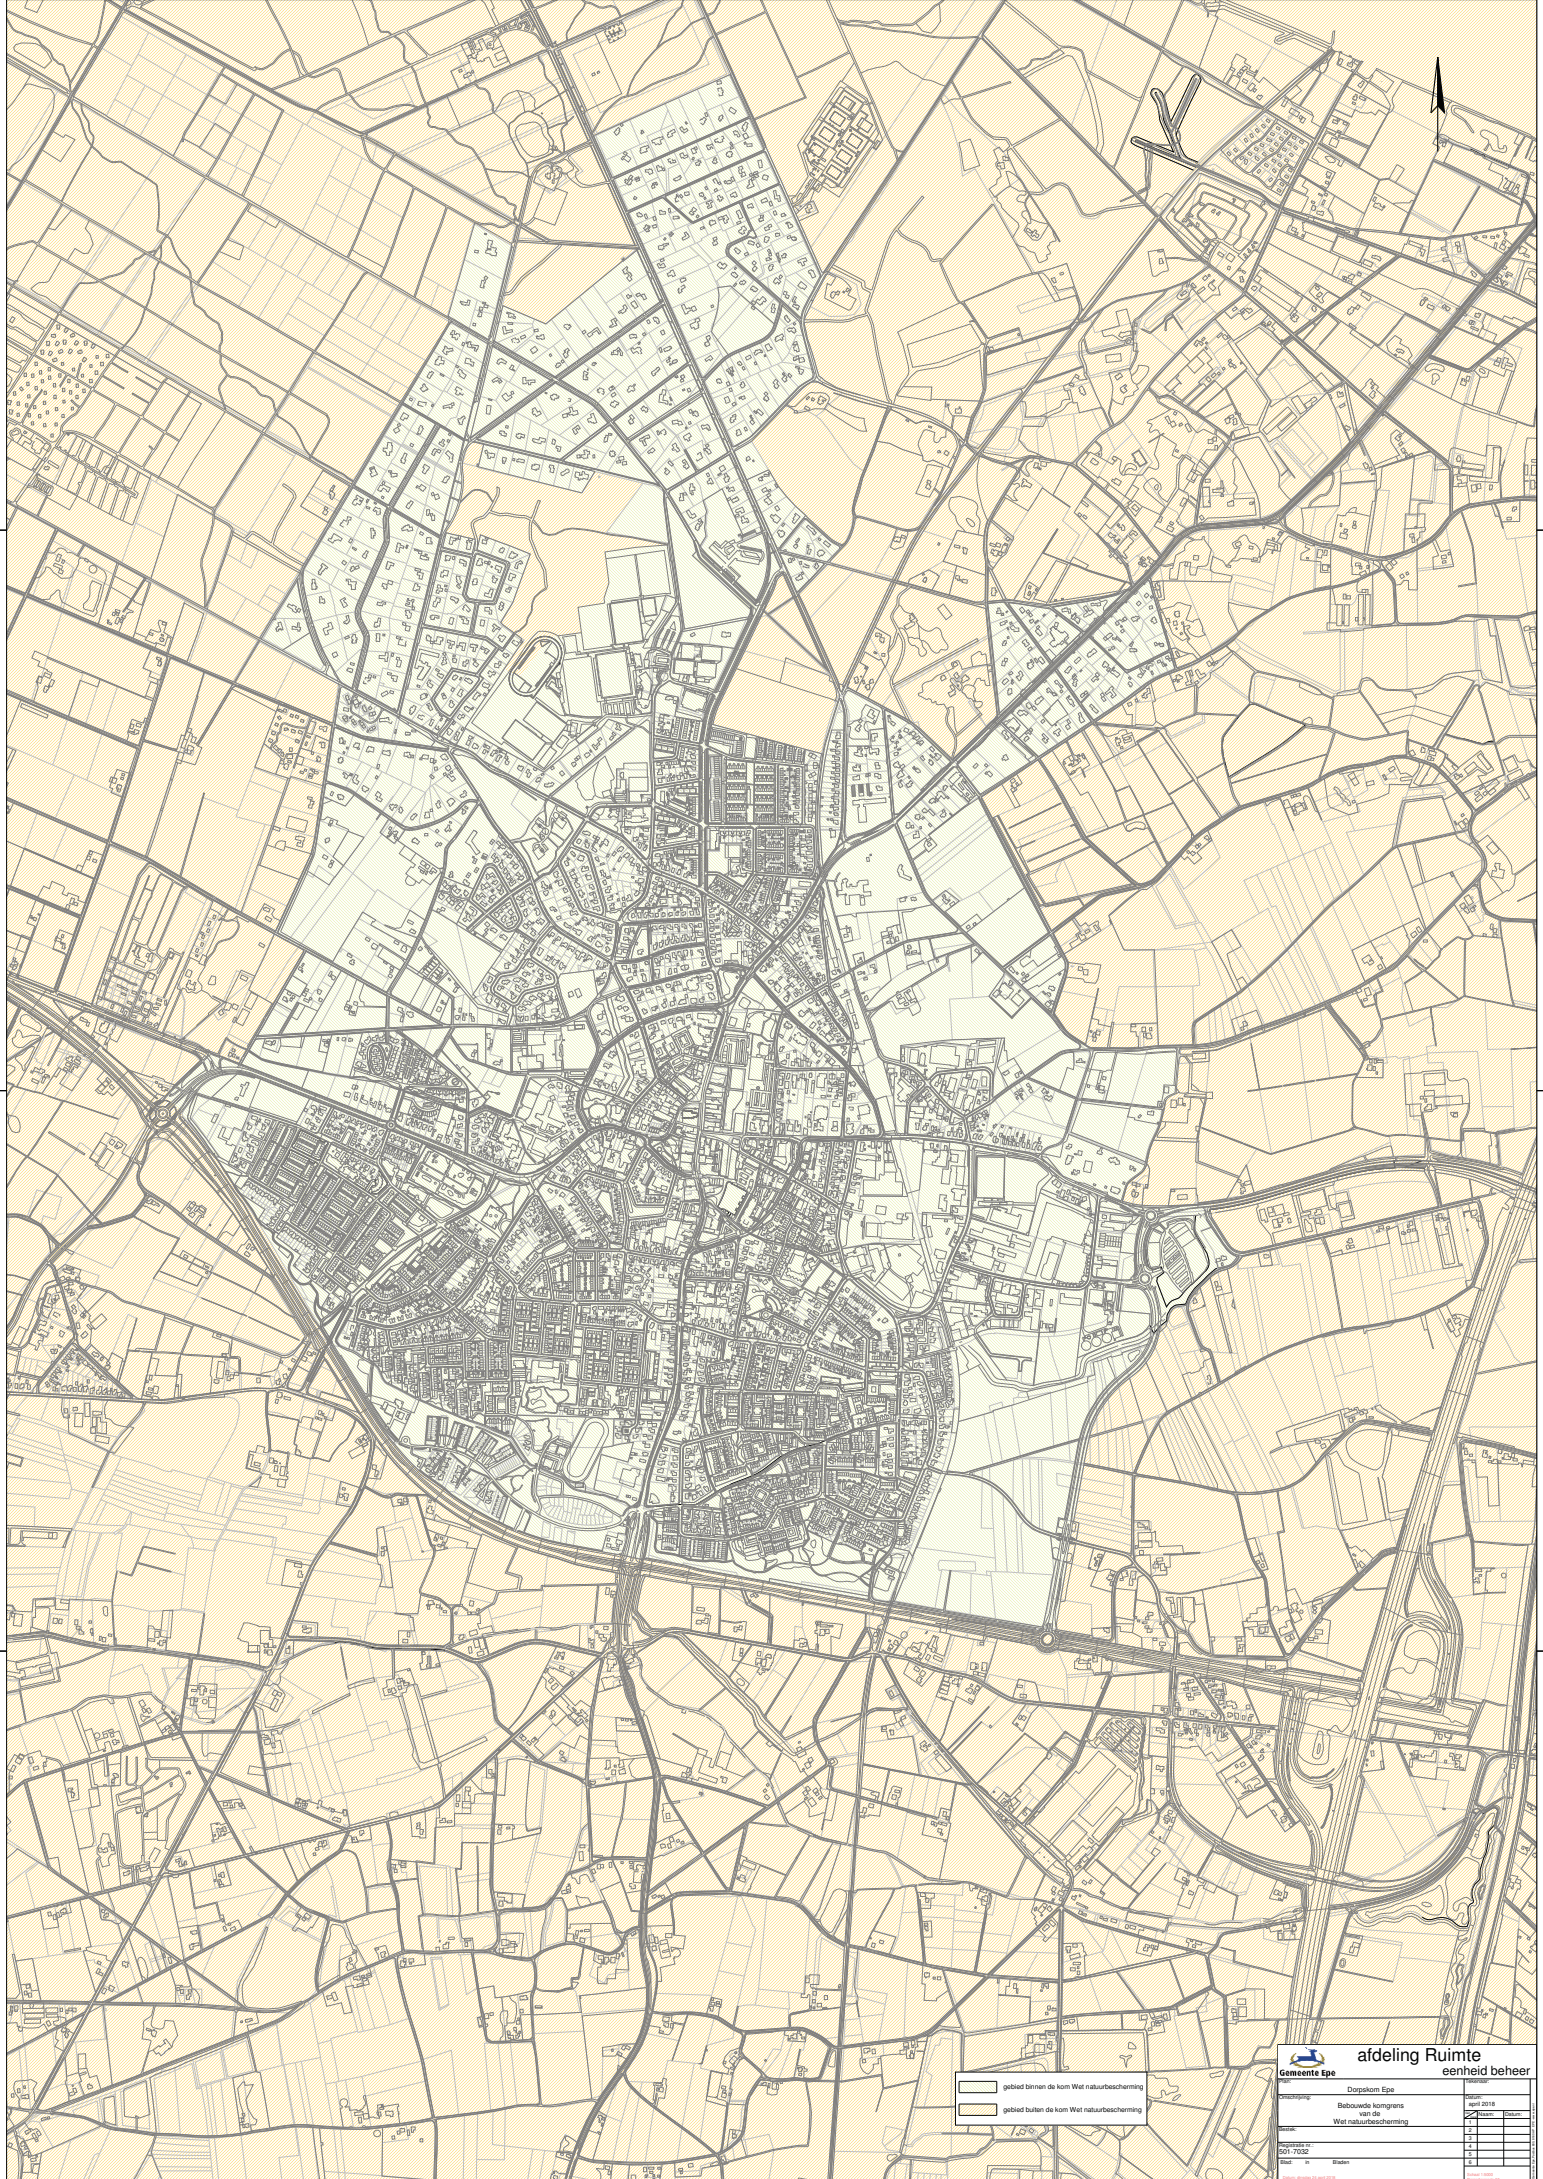 gebied binnen de kom Wet natuurbescherming
gebied buiten de kom Wet natuurbescherming
Gemeente Epe
afdeling Ruimte
eenheid beheer
Plan:
Dorpskom Epe
Tekenaar:
Omschrijving:
Bebouwde komgrens
van de
Wet natuurbescherming
Datum:
april 2018
Naam: Datum:
1
2
3
4
5
6
Bestek:
Registratie nr.:
501-7032
Blad: in Bladen